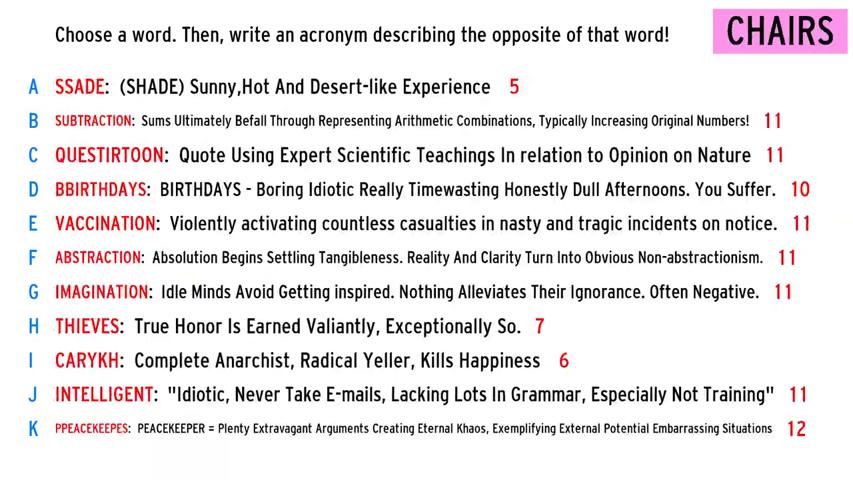 Choose a word. Then, write an acronym describing the opposite of that word!
CHAIRS
A SSADE: (SHADE) Sunny,Hot And Desert-like Experience 5
B SUBTRACTION: Sums Ultimately Befall Through Representing Arithmetic Combinations, Typically Increasing Original Numbers! 11
C QUESTIRTOON: Quote Using Expert Scientific Teachings In relation to Opinion on Nature 11
D BBIRTHDAYS: BIRTHDAYS - Boring Idiotic Really Timewasting Honestly Dull Afternoons. You Suffer. 10
E VACCINATION: Violently activating countless casualties in nasty and tragic incidents on notice. 11
F ABSTRACTION: Absolution Begins Settling Tangibleness. Reality And Clarity Turn Into Obvious Non-abstractionism. 11
G IMAGINATION: Idle Minds Avoid Getting inspired. Nothing Alleviates Their Ignorance. Often Negative. 11
H THIEVES: True Honor Is Earned Valiantly, Exceptionally So. 7
I CARYKH: Complete Anarchist, Radical Yeller, Kills Happiness 6
J INTELLIGENT: "Idiotic, Never Take E-mails, Lacking Lots In Grammar, Especially Not Training" 11
K PPEACEKEEPES: PEACEKEEPER = Plenty Extravagant Arguments Creating Eternal Khaos, Exemplifying External Potential Embarrassing Situations 12